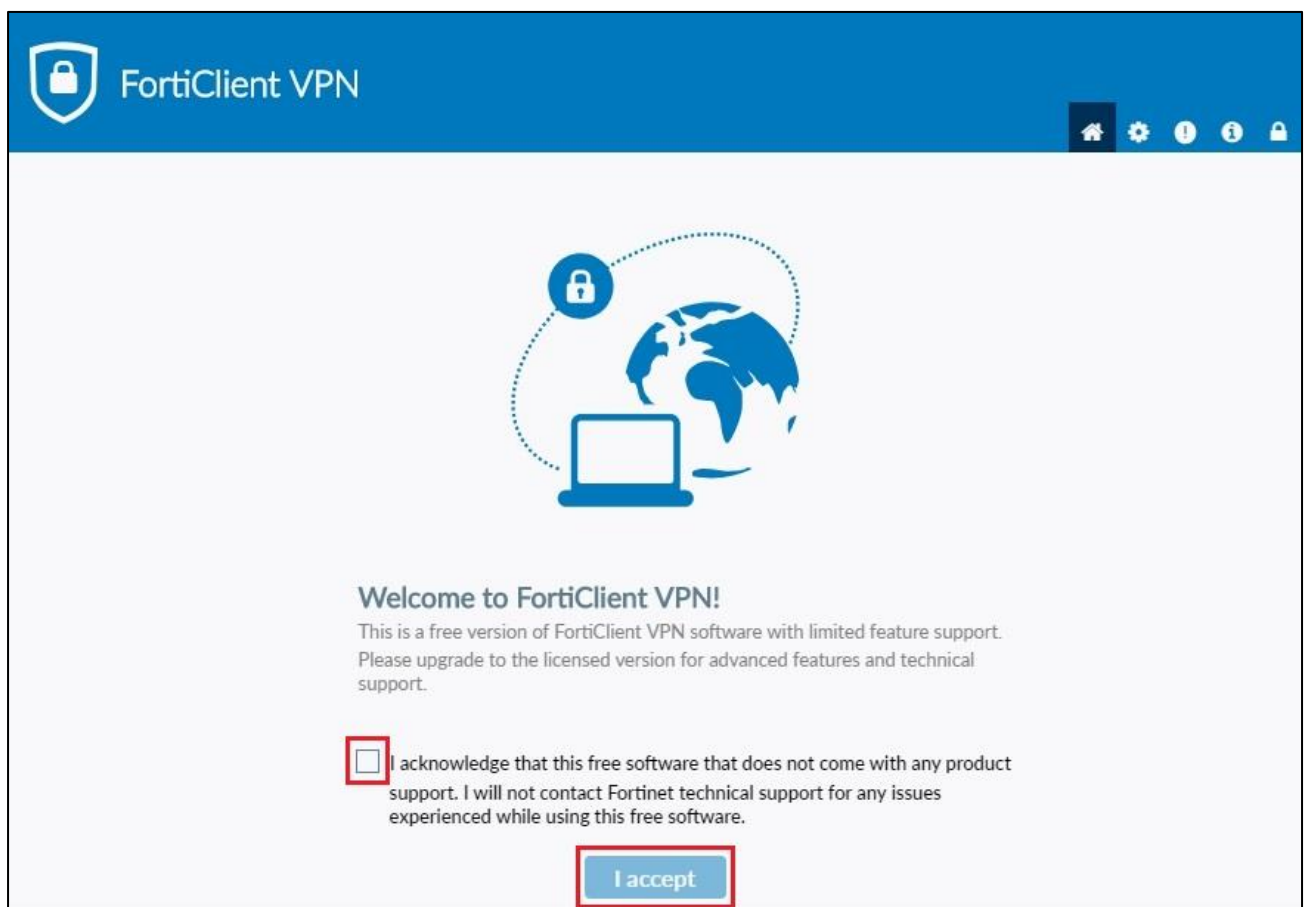 FortiClient VPN
Welcome to FortiClient VPN!
This is a free version of FortiClient VPN software with limited feature support.
Please upgrade to the licensed version for advanced features and technical
support.
I acknowledge that this free software that does not come with any product
support. I will not contact Fortinet technical support for any issues
experienced while using this free software.
I accept